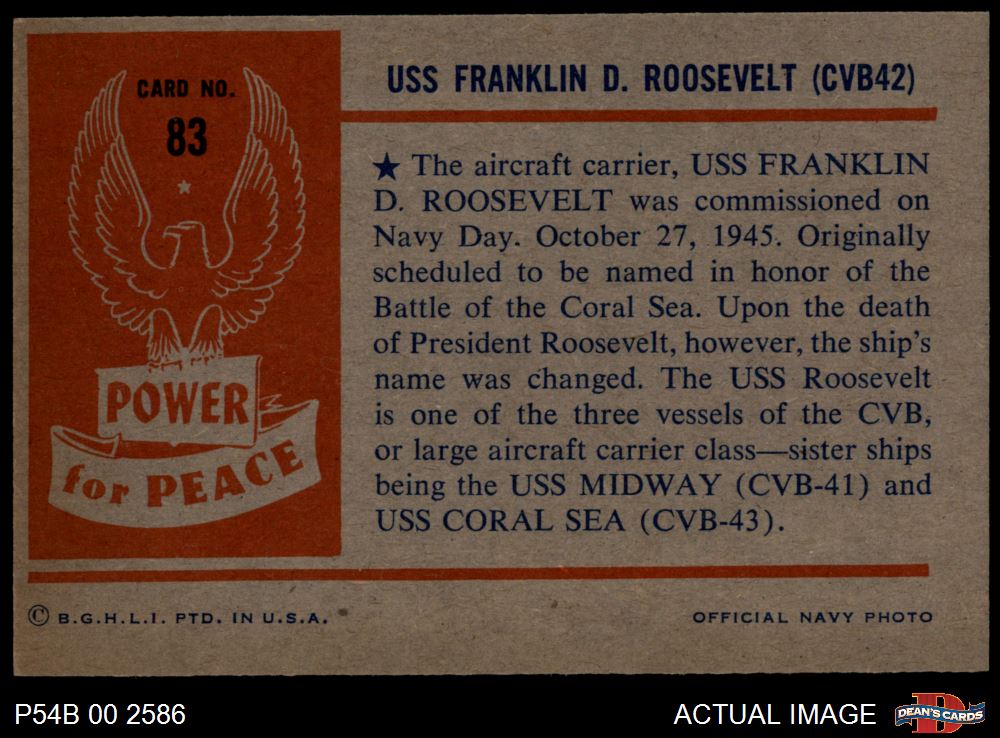 CARD NO.
83
POWER
for PEACE
USS FRANKLIN D. ROOSEVELT (CVB42)
★ The aircraft carrier, USS FRANKLIN
D. ROOSEVELT was commissioned on
Navy Day. October 27, 1945. Originally
scheduled to be named in honor of the
Battle of the Coral Sea. Upon the death
of President Roosevelt, however, the ship's
name was changed. The USS Roosevelt
is one of the three vessels of the CVB,
or large aircraft carrier class—sister ships
being the USS MIDWAY (CVB-41) and
USS CORAL SEA (CVB-43).
© B.G.H.L.I. PTD. IN U.S.A.
OFFICIAL NAVY PHOTO
P54B 00 2586
ACTUAL IMAGE
DEAN'S CARDS